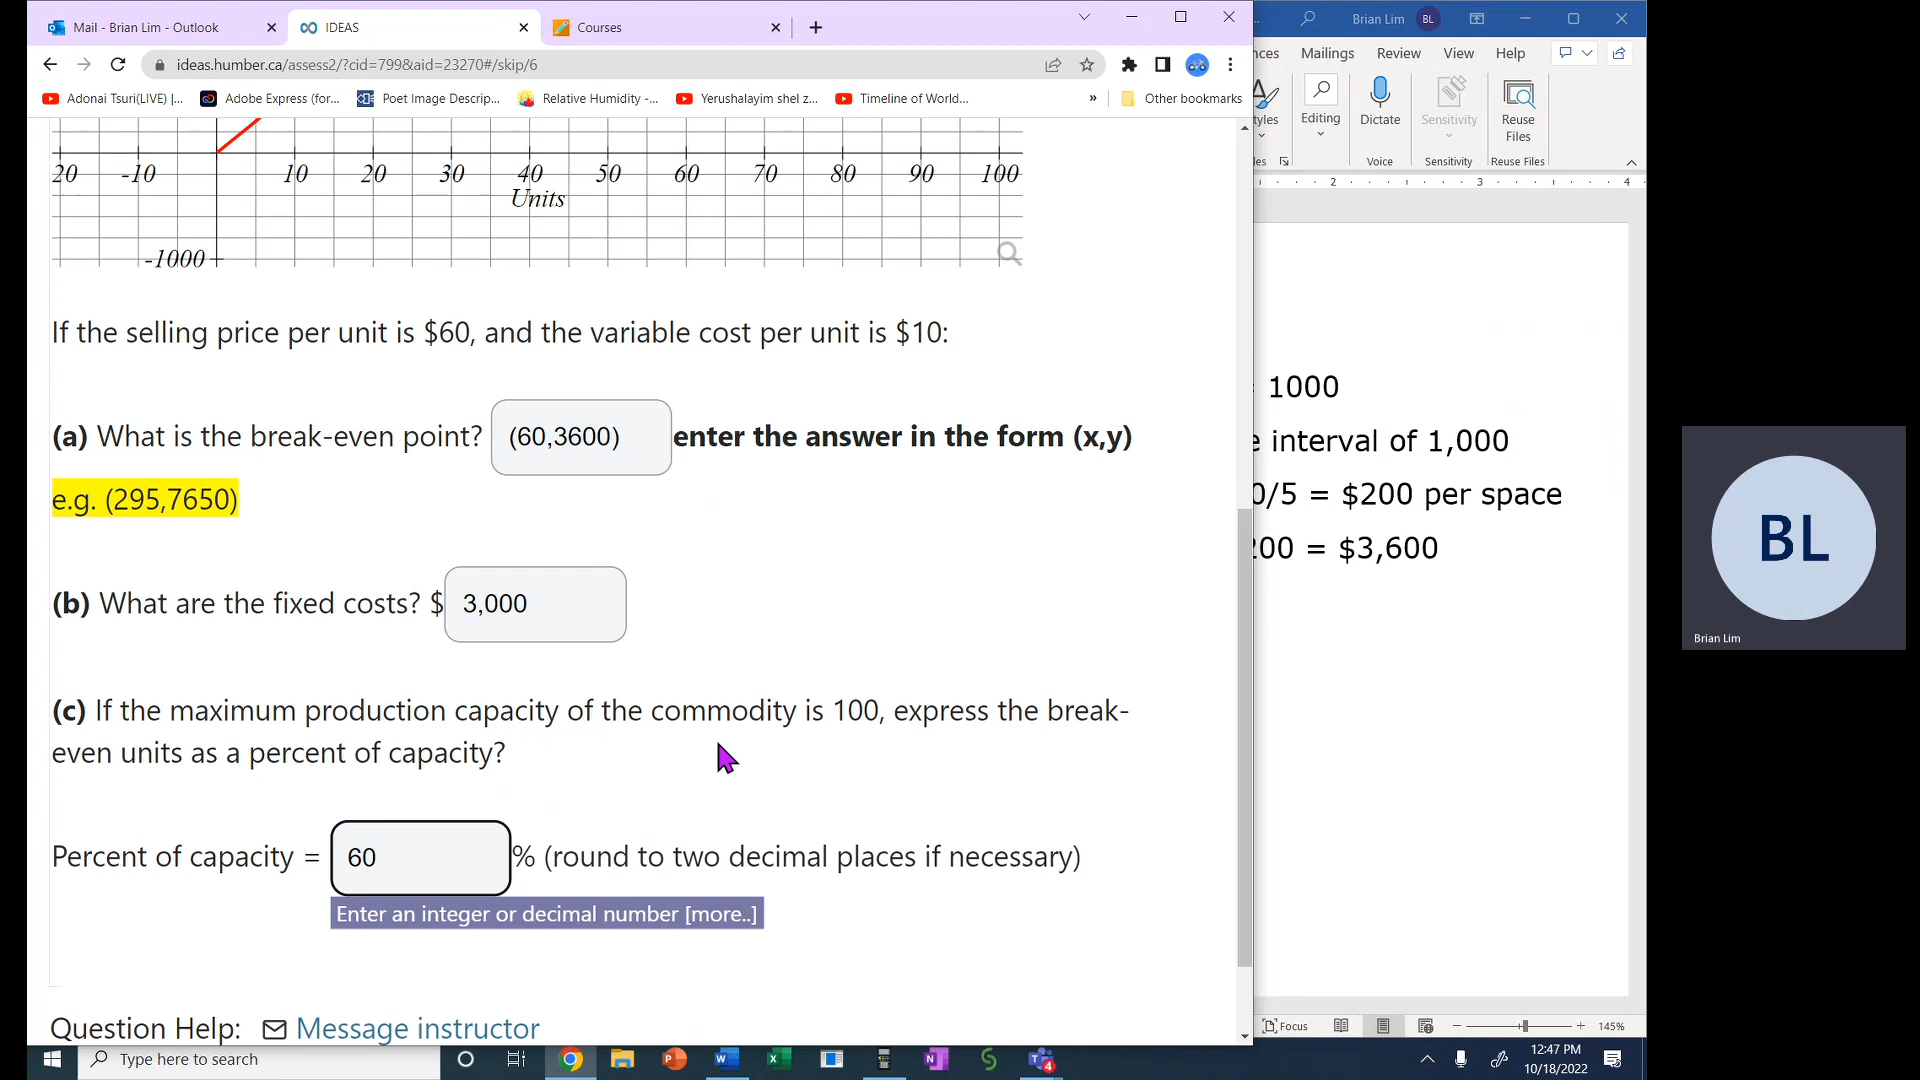 Mail - Brian Lim - Outlook
IDEAS
Courses
ideas.humber.ca/assess2/?cid=799&aid=23270#/skip/6
Adonai Tsuri(LIVE) |...
Adobe Express (for...
Poet Image Descrip...
Relative Humidity -...
Yerushalayim shel z...
Timeline of World...
»
Other bookmarks
20 -10 10 20 30 40 50 60 70 80 90 100
Units
-1000
If the selling price per unit is $60, and the variable cost per unit is $10:
(a) What is the break-even point? (60,3600) enter the answer in the form (x,y)
e.g. (295,7650)
(b) What are the fixed costs? $ 3,000
(c) If the maximum production capacity of the commodity is 100, express the break-
even units as a percent of capacity?
Percent of capacity = 60 % (round to two decimal places if necessary)
Enter an integer or decimal number [more..]
Question Help: Message instructor
Brian Lim BL
nces Mailings Review View Help
tyles
Editing
Dictate
Sensitivity
Reuse
Files
les
Voice
Sensitivity
Reuse Files
2 3 4
= 1000
e interval of 1,000
0/5 = $200 per space
200 = $3,600
Focus
145%
BL
Brian Lim
Type here to search
4
12:47 PM
10/18/2022